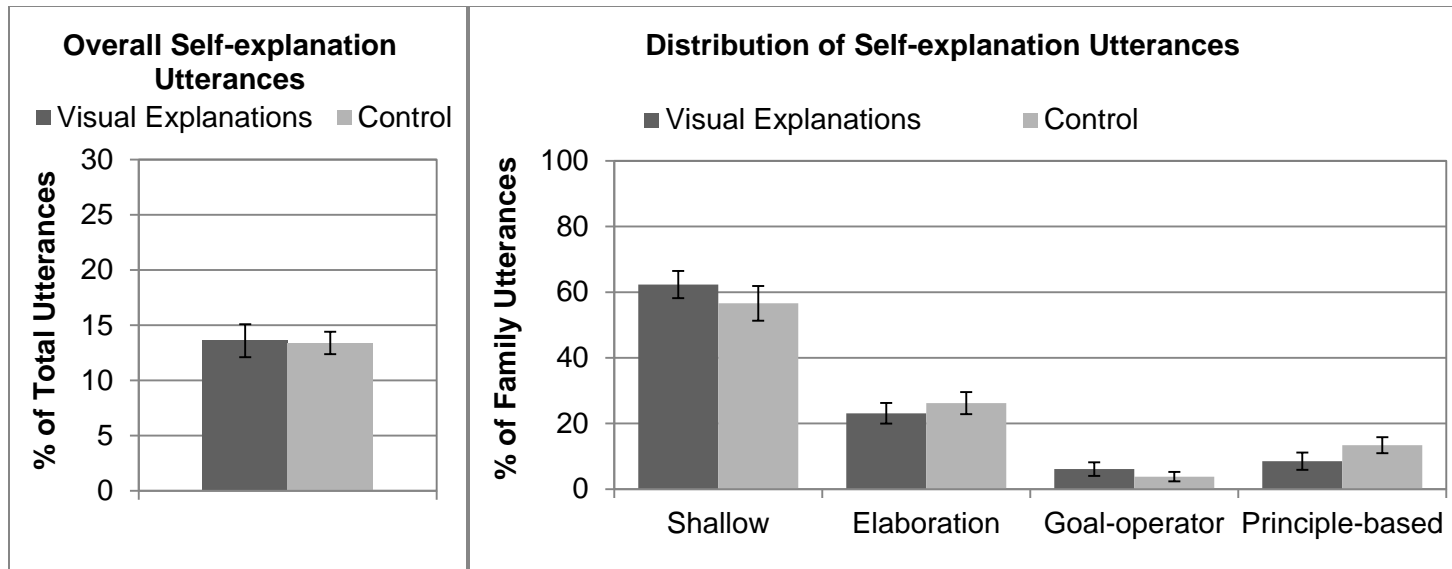 Overall Self-explanation
Utterances
Visual Explanations Control
% of Total Utterances
30
25
20
15
10
5
0
Distribution of Self-explanation Utterances
Visual Explanations Control
% of Family Utterances
100
80
60
40
20
0
Shallow Elaboration Goal-operator Principle-based